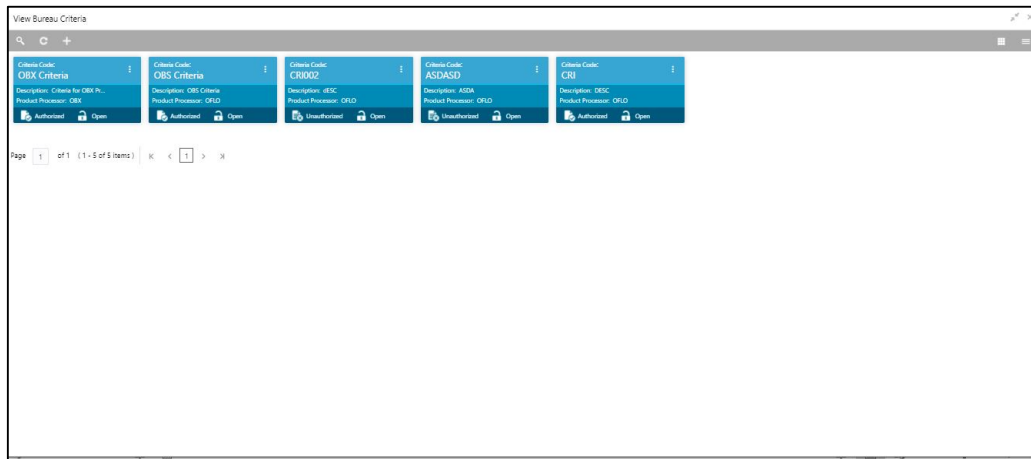 View Bureau Criteria
Criteria Code:
OBX Criteria
Description: Criteria for OBX Pr...
Product Processor: OBX
Authorized Open
Criteria Code:
OBS Criteria
Description: OBS Criteria
Product Processor: OFLO
Authorized Open
Criteria Code:
CRI002
Description: dESC
Product Processor: OFLO
Unauthorized Open
Criteria Code:
ASDASD
Description: ASDA
Product Processor: OFLO
Unauthorized Open
Criteria Code:
CRI
Description: DESC
Product Processor: OFLO
Authorized Open
Page 1 of 1 (1 - 5 of 5 items) 1